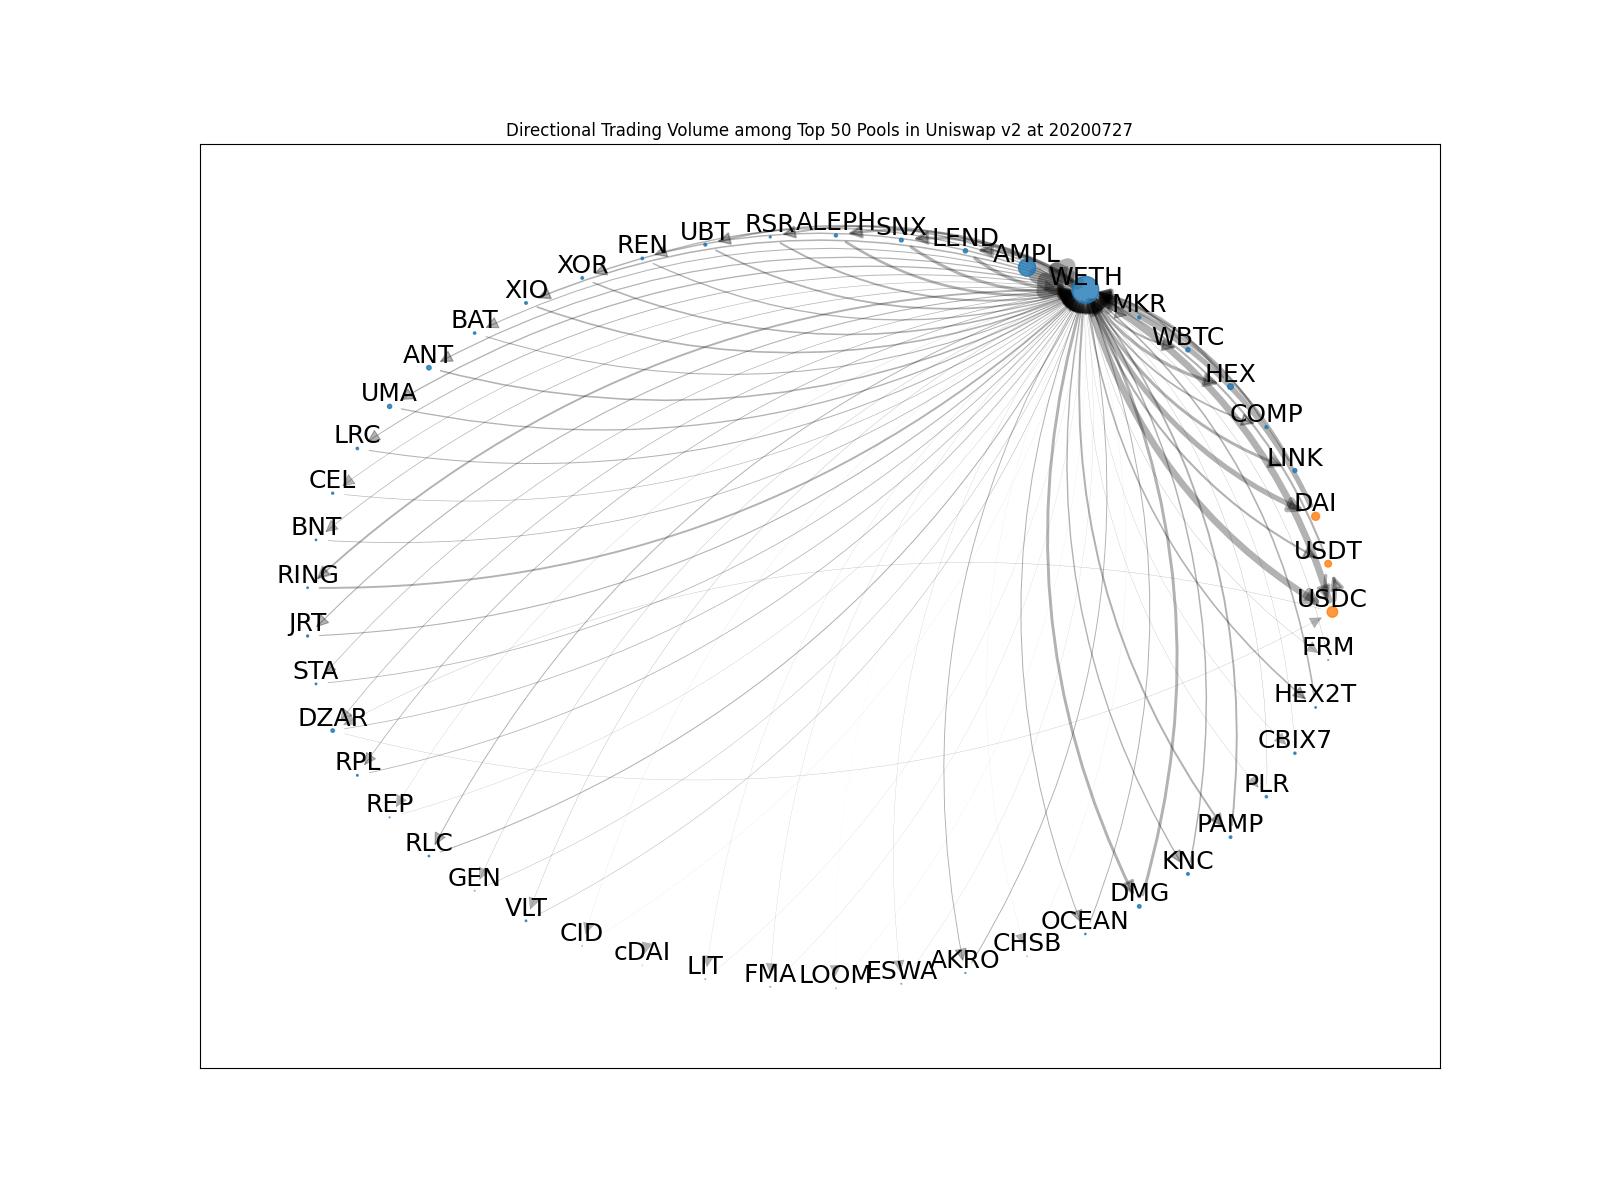 Directional Trading Volume among Top 50 Pools in Uniswap v2 at 20200727
RSR ALEPH SNX
UBT
LEND
REN
AMPL
XOR
WETH
XIO
MKR
BAT
WBTC
ANT
HEX
UMA
COMP
LRC
LINK
CEL
DAI
BNT
USDT
RING
USDC
JRT
FRM
STA
HEX2T
DZAR
CBIX7
RPL
PLR
REP
PAMP
RLC
KNC
GEN
DMG
VLT
OCEAN
CID
CHSB
cDAI
AKRO
LIT
FMA LOOM ESWA